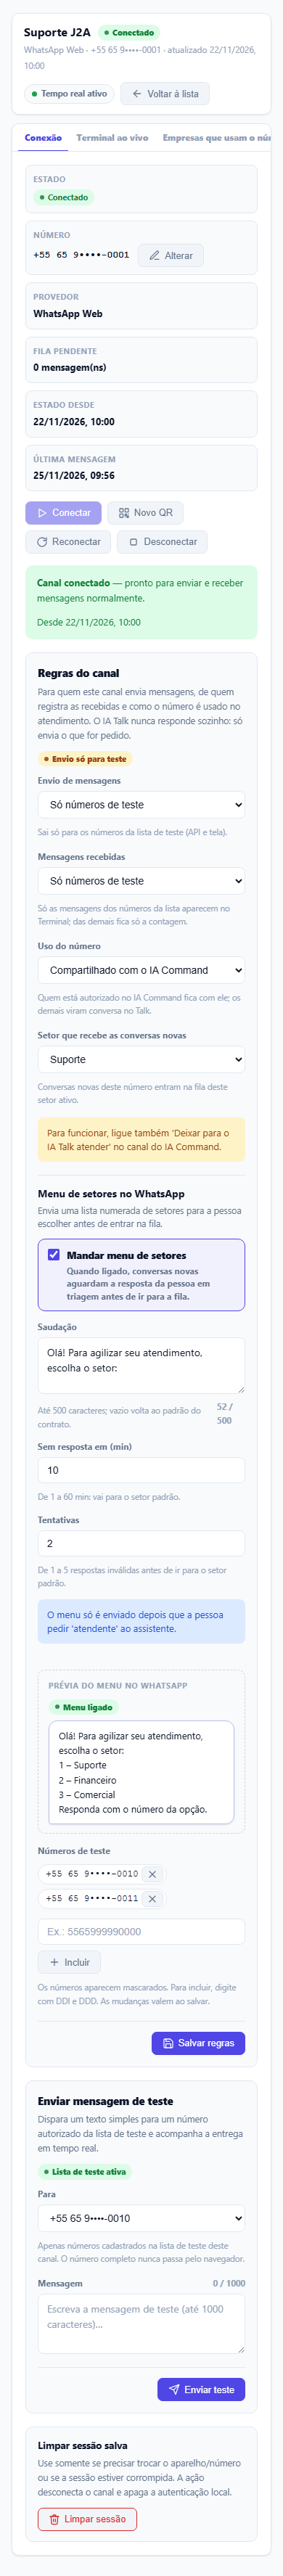 Suporte J2A
Conectado
WhatsApp Web · +55 65 9••••-0001 · atualizado 22/11/2026,
10:00
Tempo real ativo
Voltar à lista
Conexão
Terminal ao vivo
Empresas que usam o nú
ESTADO
Conectado
NÚMERO
+55 65 9••••-0001
Alterar
PROVEDOR
WhatsApp Web
FILA PENDENTE
0 mensagem(ns)
ESTADO DESDE
22/11/2026, 10:00
ÚLTIMA MENSAGEM
25/11/2026, 09:56
Conectar
Novo QR
Reconectar
Desconectar
Canal conectado — pronto para enviar e receber
mensagens normalmente.
Desde 22/11/2026, 10:00
Regras do canal
Para quem este canal envia mensagens, de quem
registra as recebidas e como o número é usado no
atendimento. O IA Talk nunca responde sozinho: só
envia o que for pedido.
Envio só para teste
Envio de mensagens
Só números de teste
Sai só para os números da lista de teste (API e tela).
Mensagens recebidas
Só números de teste
Só as mensagens dos números da lista aparecem no
Terminal; das demais fica só a contagem.
Uso do número
Compartilhado com o IA Command
Quem está autorizado no IA Command fica com ele; os
demais viram conversa no Talk.
Setor que recebe as conversas novas
Suporte
Conversas novas deste número entram na fila deste
setor ativo.
Para funcionar, ligue também 'Deixar para o
IA Talk atender' no canal do IA Command.
Menu de setores no WhatsApp
Envia uma lista numerada de setores para a pessoa
escolher antes de entrar na fila.
Mandar menu de setores
Quando ligado, conversas novas
aguardam a resposta da pessoa em
triagem antes de ir para a fila.
Saudação
Olá! Para agilizar seu atendimento,
escolha o setor:
Até 500 caracteres; vazio volta ao padrão do
contrato.
52 /
500
Sem resposta em (min)
10
De 1 a 60 min: vai para o setor padrão.
Tentativas
2
De 1 a 5 respostas inválidas antes de ir para o setor
padrão.
O menu só é enviado depois que a pessoa
pedir 'atendente' ao assistente.
PRÉVIA DO MENU NO WHATSAPP
Menu ligado
Olá! Para agilizar seu atendimento,
escolha o setor:
1 – Suporte
2 – Financeiro
3 – Comercial
Responda com o número da opção.
Números de teste
+55 65 9••••-0010
+55 65 9••••-0011
Ex.: 5565999990000
Incluir
Os números aparecem mascarados. Para incluir, digite
com DDI e DDD. As mudanças valem ao salvar.
Salvar regras
Enviar mensagem de teste
Dispara um texto simples para um número
autorizado da lista de teste e acompanha a entrega
em tempo real.
Lista de teste ativa
Para
+55 65 9••••-0010
Apenas números cadastrados na lista de teste deste
canal. O número completo nunca passa pelo navegador.
Mensagem
0 / 1000
Escreva a mensagem de teste (até 1000
caracteres)...
Enviar teste
Limpar sessão salva
Use somente se precisar trocar o aparelho/número
ou se a sessão estiver corrompida. A ação
desconecta o canal e apaga a autenticação local.
Limpar sessão